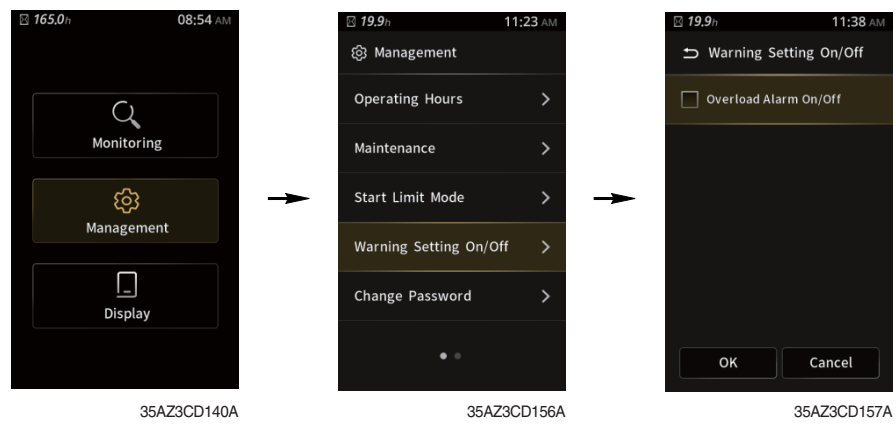 165.0h 08:54 AM
Monitoring
Management
Display
35AZ3CD140A
19.9h 11:23 AM
Management
Operating Hours
Maintenance
Start Limit Mode
Warning Setting On/Off
Change Password
35AZ3CD156A
19.9h 11:38 AM
Warning Setting On/Off
Overload Alarm On/Off
OK Cancel
35AZ3CD157A